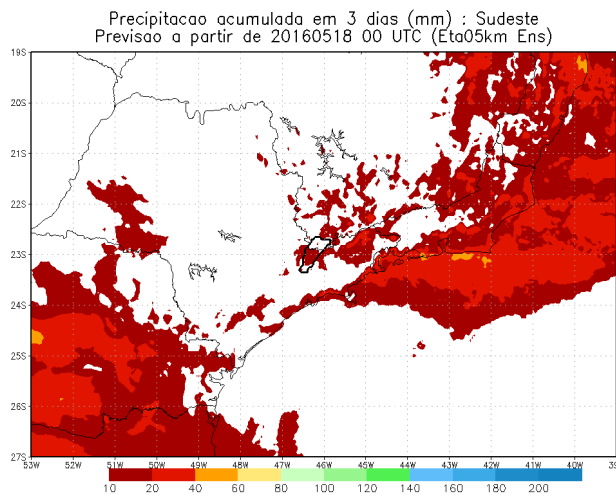 Precipitacao acumulada em 3 dias (mm) : Sudeste
Previsao a partir de 20160518 00 UTC (Eta05km Ens)
19S
20S
21S
22S
23S
24S
25S
26S
27S
53W 52W 51W 50W 49W 48W 47W 46W 45W 44W 43W 42W 41W 40W 39W
10 20 40 60 80 100 120 140 160 180 200